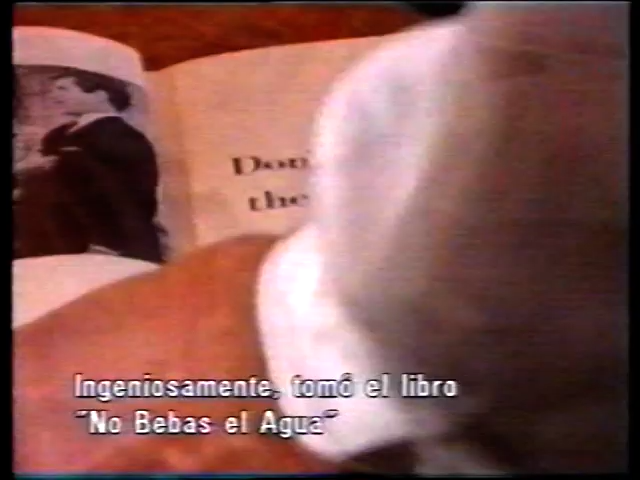 Don'
the
Ingeniosamente, tomó el libro
"No Bebas el Agua"